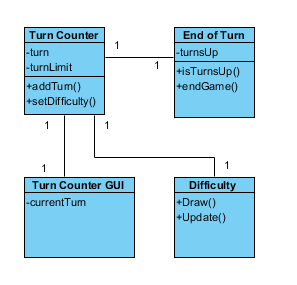 Turn Counter
-turn
-turnLimit
+addTurn()
+setDifficulty()
1
1
End of Turn
-turnsUp
+isTurnsUp()
+endGame()
1
1
1
1
Turn Counter GUI
-currentTurn
Difficulty
+Draw()
+Update()